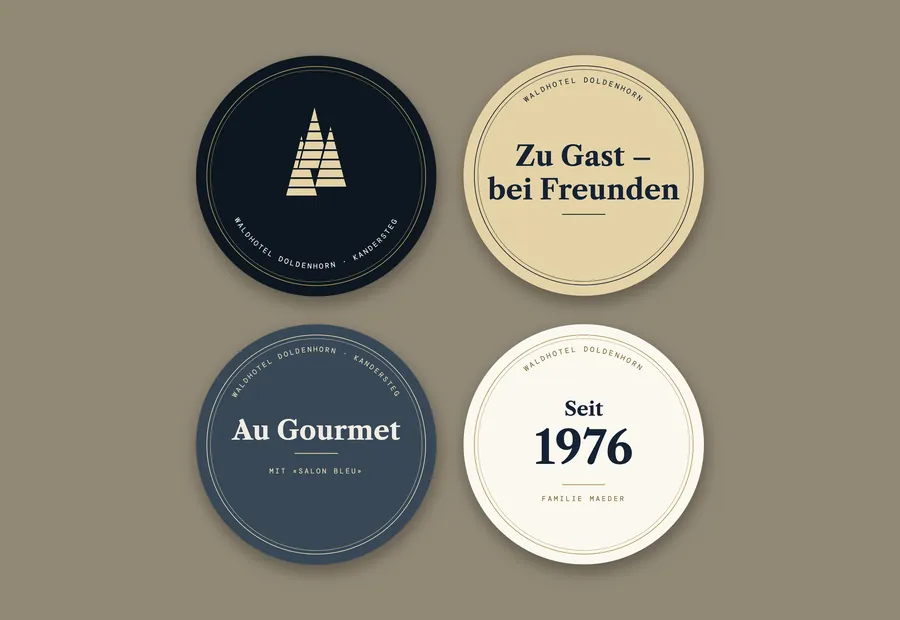 WALDHOTEL DOLDENHORN · KANDERSTEG
WALDHOTEL DOLDENHORN
Zu Gast –
bei Freunden
WALDHOTEL DOLDENHORN · KANDERSTEG
Au Gourmet
MIT «SALON BLEU»
WALDHOTEL DOLDENHORN
Seit
1976
FAMILIE MAEDER